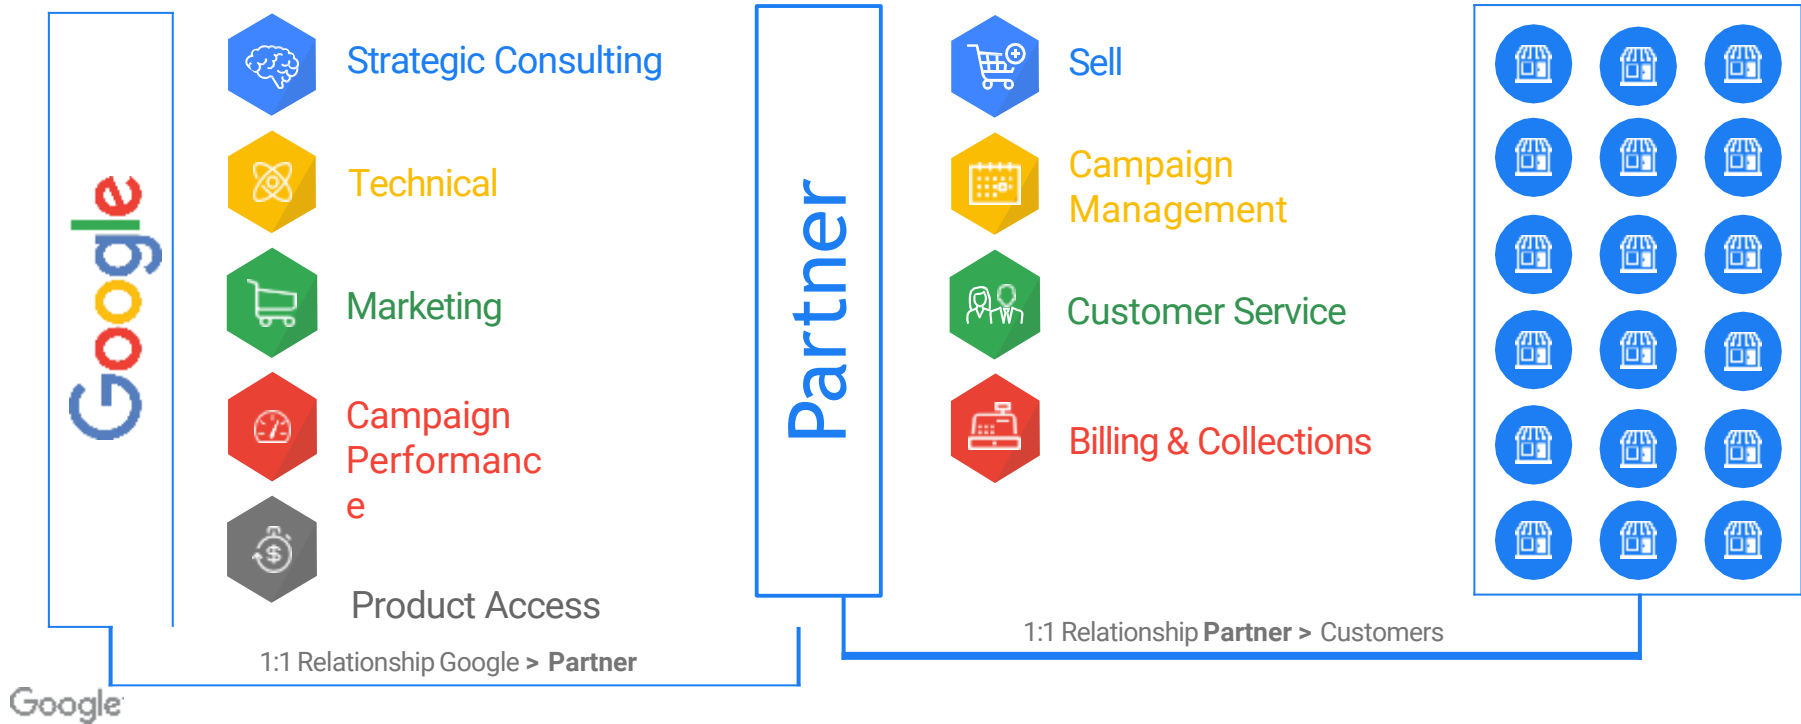 Google
Strategic Consulting
Technical
Marketing
Campaign
Performanc
e
Product Access
1:1 Relationship Google > Partner
Partner
Sell
Campaign
Management
Customer Service
Billing & Collections
1:1 Relationship Partner > Customers
Google